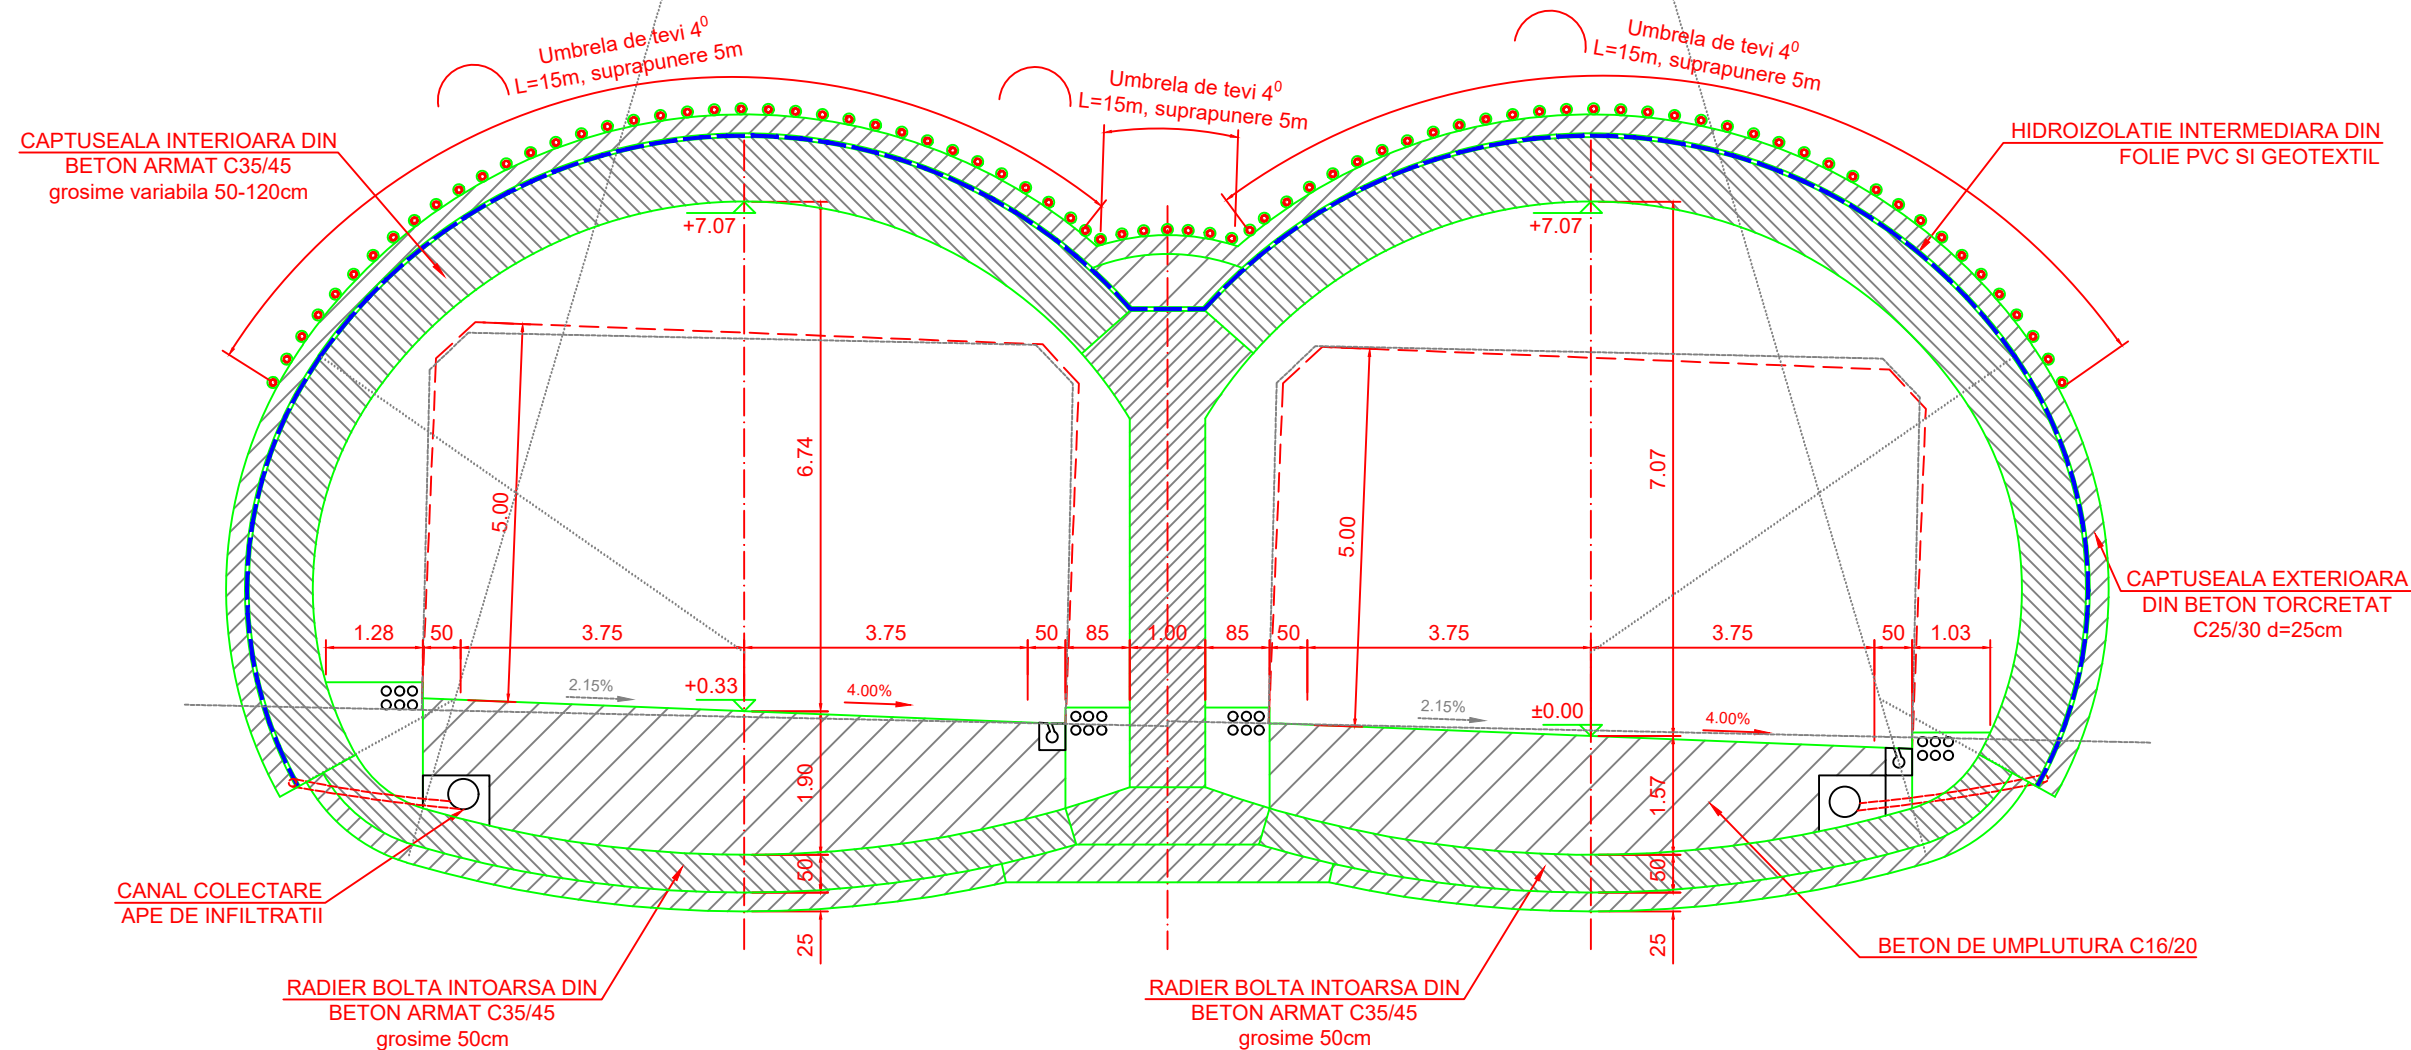 Umbrela de tevi 4⁰
L=15m, suprapunere 5m
Umbrela de tevi 4⁰
L=15m, suprapunere 5m
Umbrela de tevi 4⁰
L=15m, suprapunere 5m
CAPTUSEALA INTERIOARA DIN
BETON ARMAT C35/45
grosime variabila 50-120cm
HIDROIZOLATIE INTERMEDIARA DIN
FOLIE PVC SI GEOTEXTIL
+7.07
+7.07
6.74
7.07
5.00
5.00
CAPTUSEALA EXTERIOARA
DIN BETON TORCRETAT
C25/30 d=25cm
1.28 50 3.75 3.75 50 85 1.00 85 50 3.75 3.75 50 1.03
2.15%
+0.33
4.00%
2.15%
±0.00
4.00%
1.90
1.57
50
50
25
25
CANAL COLECTARE
APE DE INFILTRATII
BETON DE UMPLUTURA C16/20
RADIER BOLTA INTOARSA DIN
BETON ARMAT C35/45
grosime 50cm
RADIER BOLTA INTOARSA DIN
BETON ARMAT C35/45
grosime 50cm